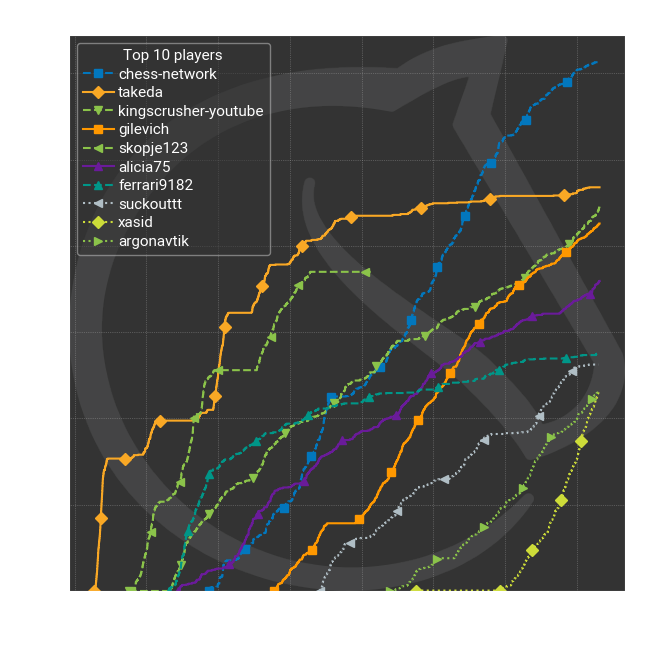 Top 10 players
chess-network
takeda
kingscrusher-youtube
gilevich
skopje123
alicia75
ferrari9182
suckouttt
xasid
argonavtik